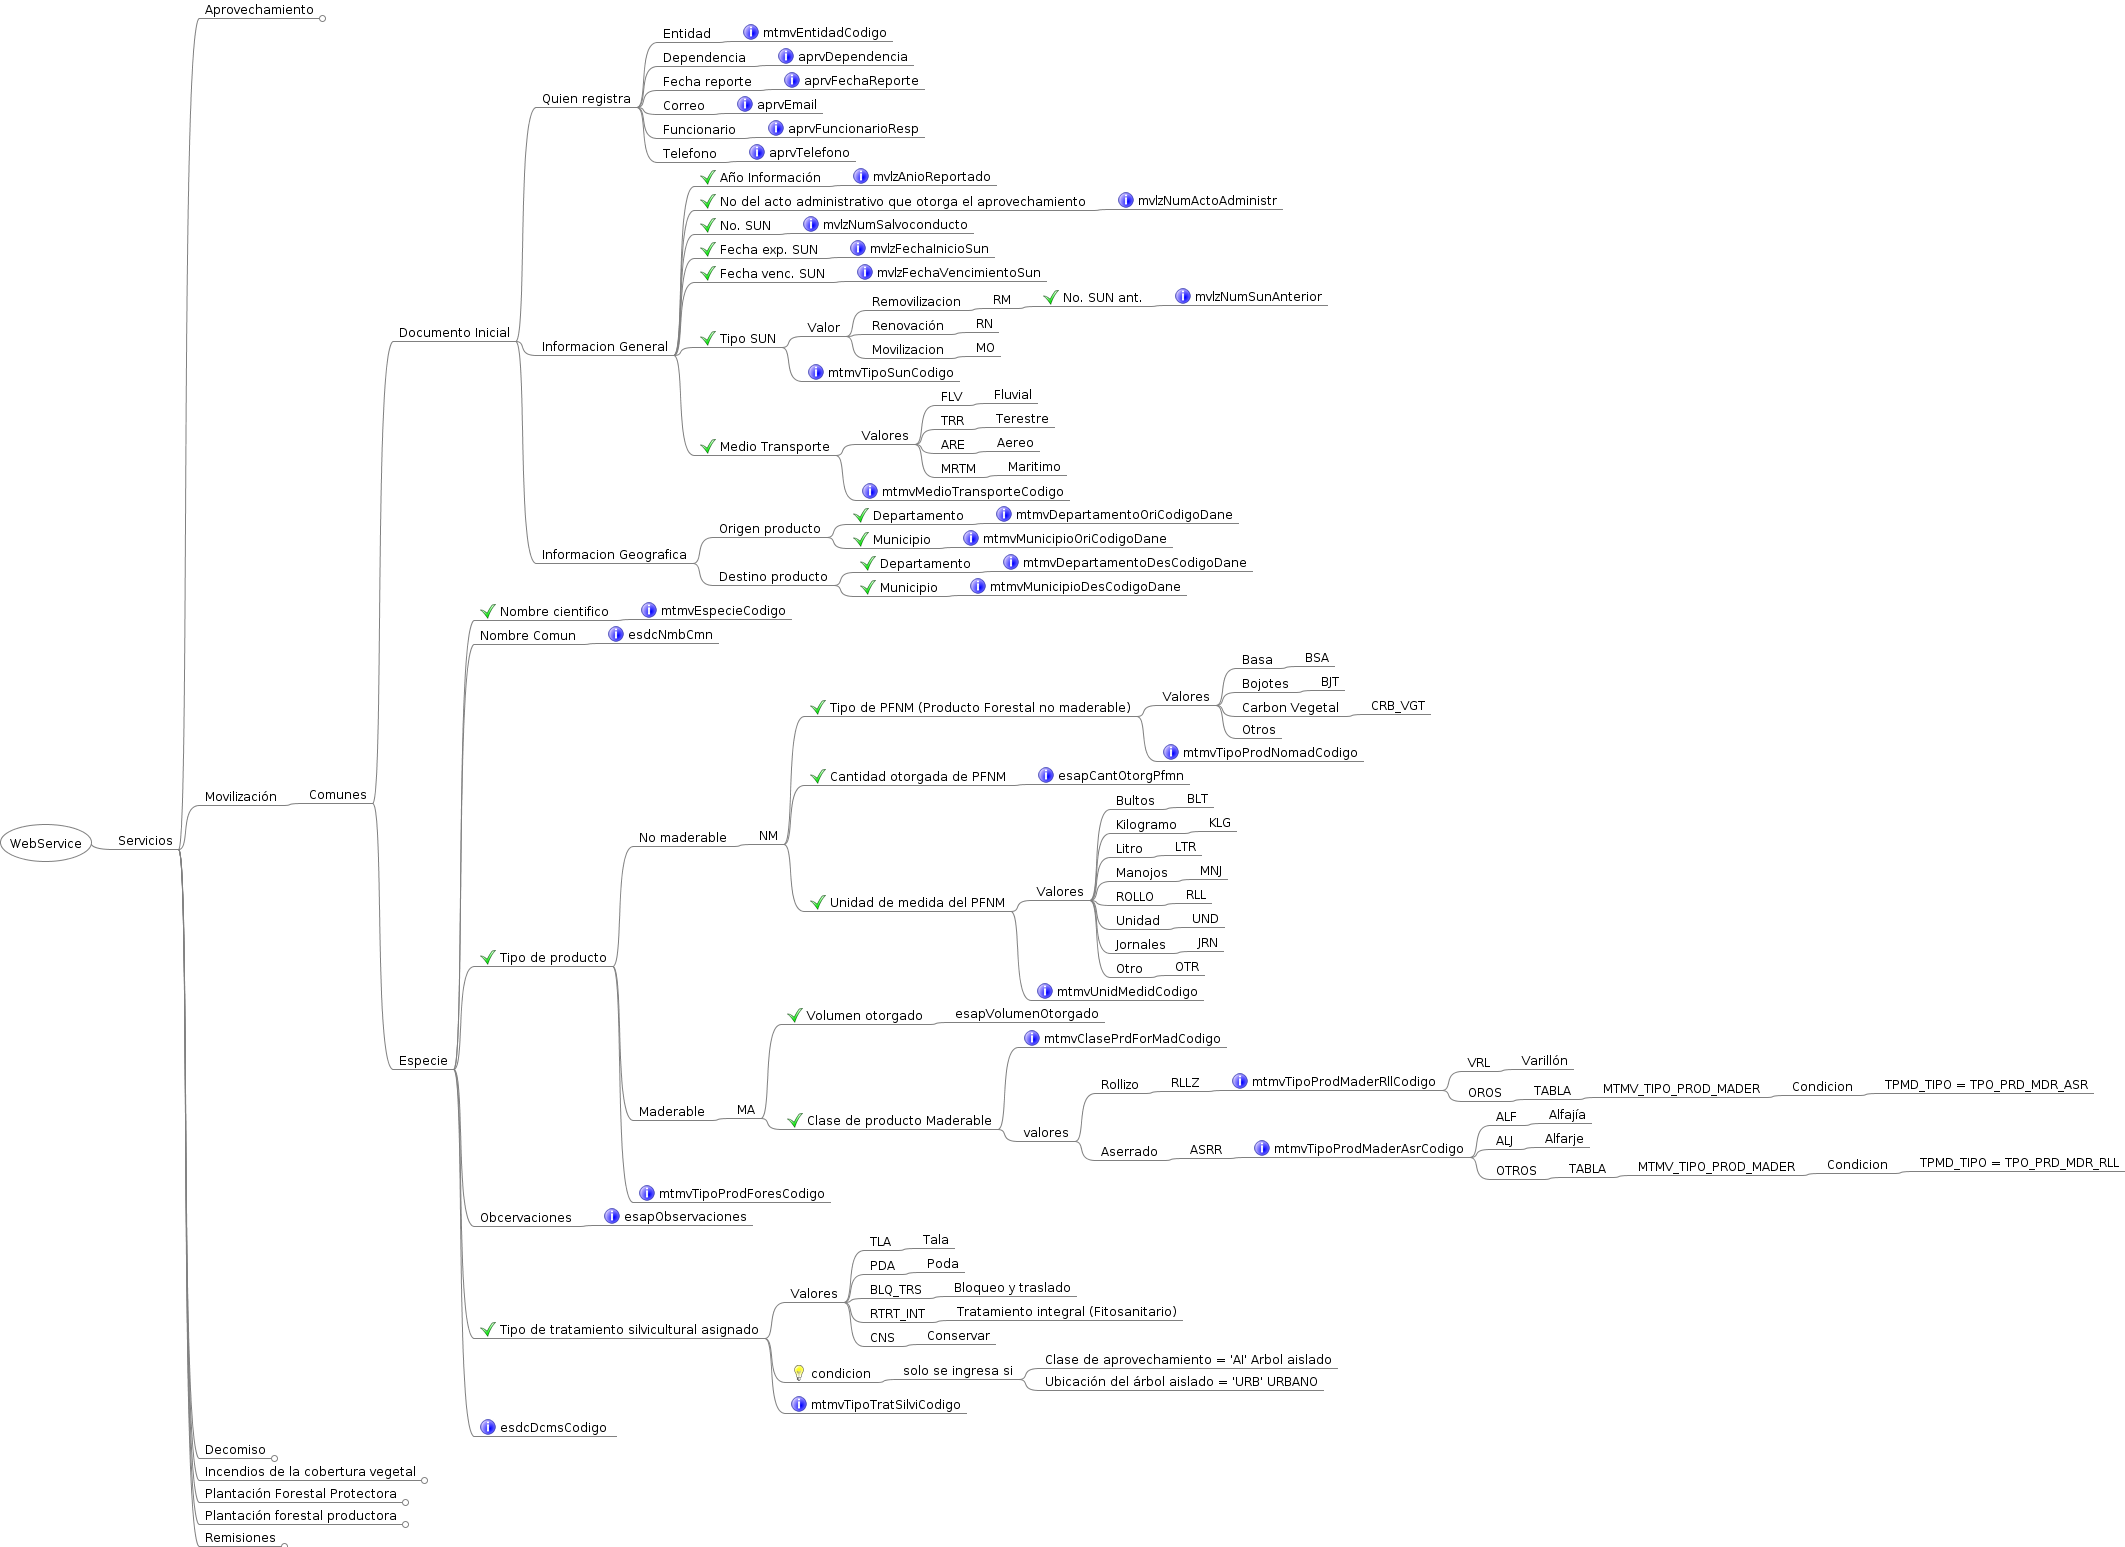 WebService
Servicios
Aprovechamiento
Movilización
Comunes
Documento Inicial
Quien registra
Entidad
mtmvEntidadCodigo
Dependencia
aprvDependencia
Fecha reporte
aprvFechaReporte
Correo
aprvEmail
Funcionario
aprvFuncionarioResp
Telefono
aprvTelefono
Informacion General
Año Información
mvlzAnioReportado
No del acto administrativo que otorga el aprovechamiento
mvlzNumActoAdministr
No. SUN
mvlzNumSalvoconducto
Fecha exp. SUN
mvlzFechaInicioSun
Fecha venc. SUN
mvlzFechaVencimientoSun
Tipo SUN
Valor
Removilizacion
RM
No. SUN ant.
mvlzNumSunAnterior
Renovación
RN
Movilizacion
MO
mtmvTipoSunCodigo
Medio Transporte
Valores
FLV
Fluvial
TRR
Terestre
ARE
Aereo
MRTM
Maritimo
mtmvMedioTransporteCodigo
Informacion Geografica
Origen producto
Departamento
mtmvDepartamentoOriCodigoDane
Municipio
mtmvMunicipioOriCodigoDane
Destino producto
Departamento
mtmvDepartamentoDesCodigoDane
Municipio
mtmvMunicipioDesCodigoDane
Especie
Nombre cientifico
mtmvEspecieCodigo
Nombre Comun
esdcNmbCmn
Tipo de producto
No maderable
NM
Tipo de PFNM (Producto Forestal no maderable)
Valores
Basa
BSA
Bojotes
BJT
Carbon Vegetal
CRB_VGT
Otros
mtmvTipoProdNomadCodigo
Cantidad otorgada de PFNM
esapCantOtorgPfmn
Unidad de medida del PFNM
Valores
Bultos
BLT
Kilogramo
KLG
Litro
LTR
Manojos
MNJ
ROLLO
RLL
Unidad
UND
Jornales
JRN
Otro
OTR
mtmvUnidMedidCodigo
Maderable
MA
Volumen otorgado
esapVolumenOtorgado
Clase de producto Maderable
mtmvClasePrdForMadCodigo
valores
Rollizo
RLLZ
mtmvTipoProdMaderRllCodigo
VRL
Varillón
OROS
TABLA
MTMV_TIPO_PROD_MADER
Condicion
TPMD_TIPO = TPO_PRD_MDR_ASR
Aserrado
ASRR
mtmvTipoProdMaderAsrCodigo
ALF
Alfajía
ALJ
Alfarje
OTROS
TABLA
MTMV_TIPO_PROD_MADER
Condicion
TPMD_TIPO = TPO_PRD_MDR_RLL
mtmvTipoProdForesCodigo
Obcervaciones
esapObservaciones
Tipo de tratamiento silvicultural asignado
Valores
TLA
Tala
PDA
Poda
BLQ_TRS
Bloqueo y traslado
RTRT_INT
Tratamiento integral (Fitosanitario)
CNS
Conservar
condicion
solo se ingresa si
Clase de aprovechamiento = 'AI' Arbol aislado
Ubicación del árbol aislado = 'URB' URBANO
mtmvTipoTratSilviCodigo
esdcDcmsCodigo
Decomiso
Incendios de la cobertura vegetal
Plantación Forestal Protectora
Plantación forestal productora
Remisiones